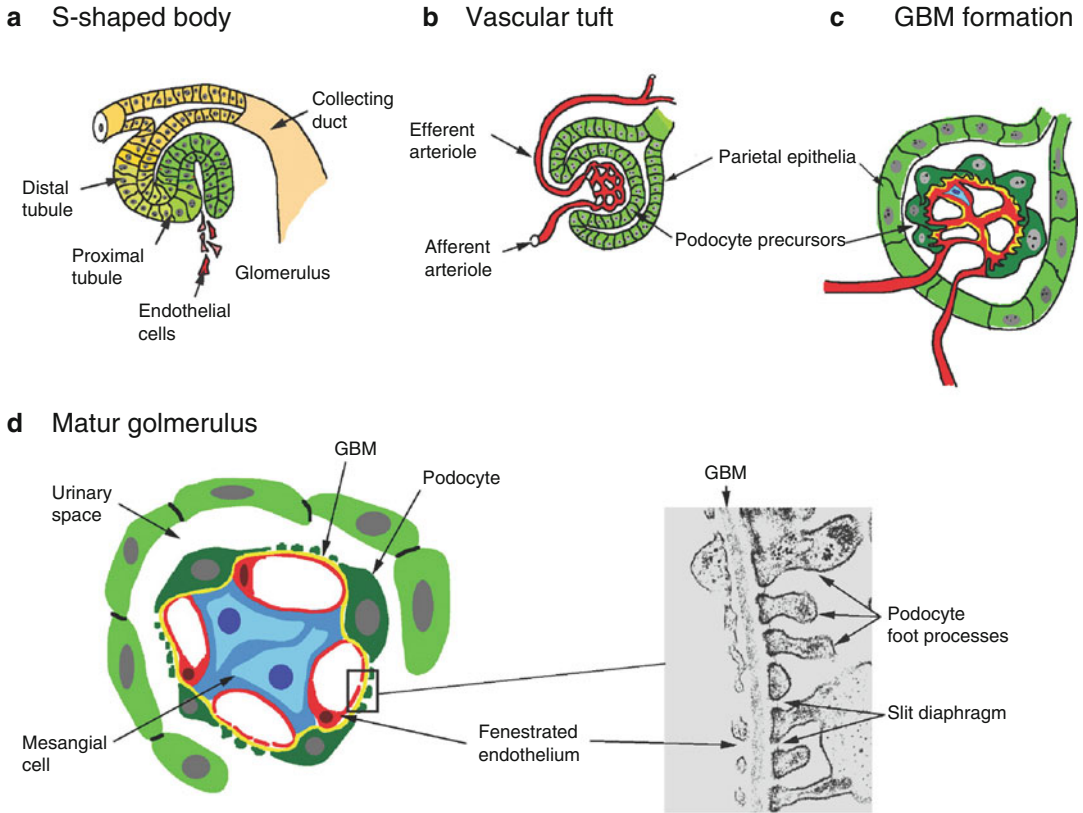 a S-shaped body
Collecting
duct
Distal
tubule
Proximal
tubule
Glomerulus
Endothelial
cells
b Vascular tuft
Efferent
arteriole
Afferent
arteriole
Parietal epithelia
Podocyte precursors
c GBM formation
d Matur golmerulus
GBM
Podocyte
Urinary
space
Mesangial
cell
Fenestrated
endothelium
GBM
Podocyte
foot processes
Slit diaphragm